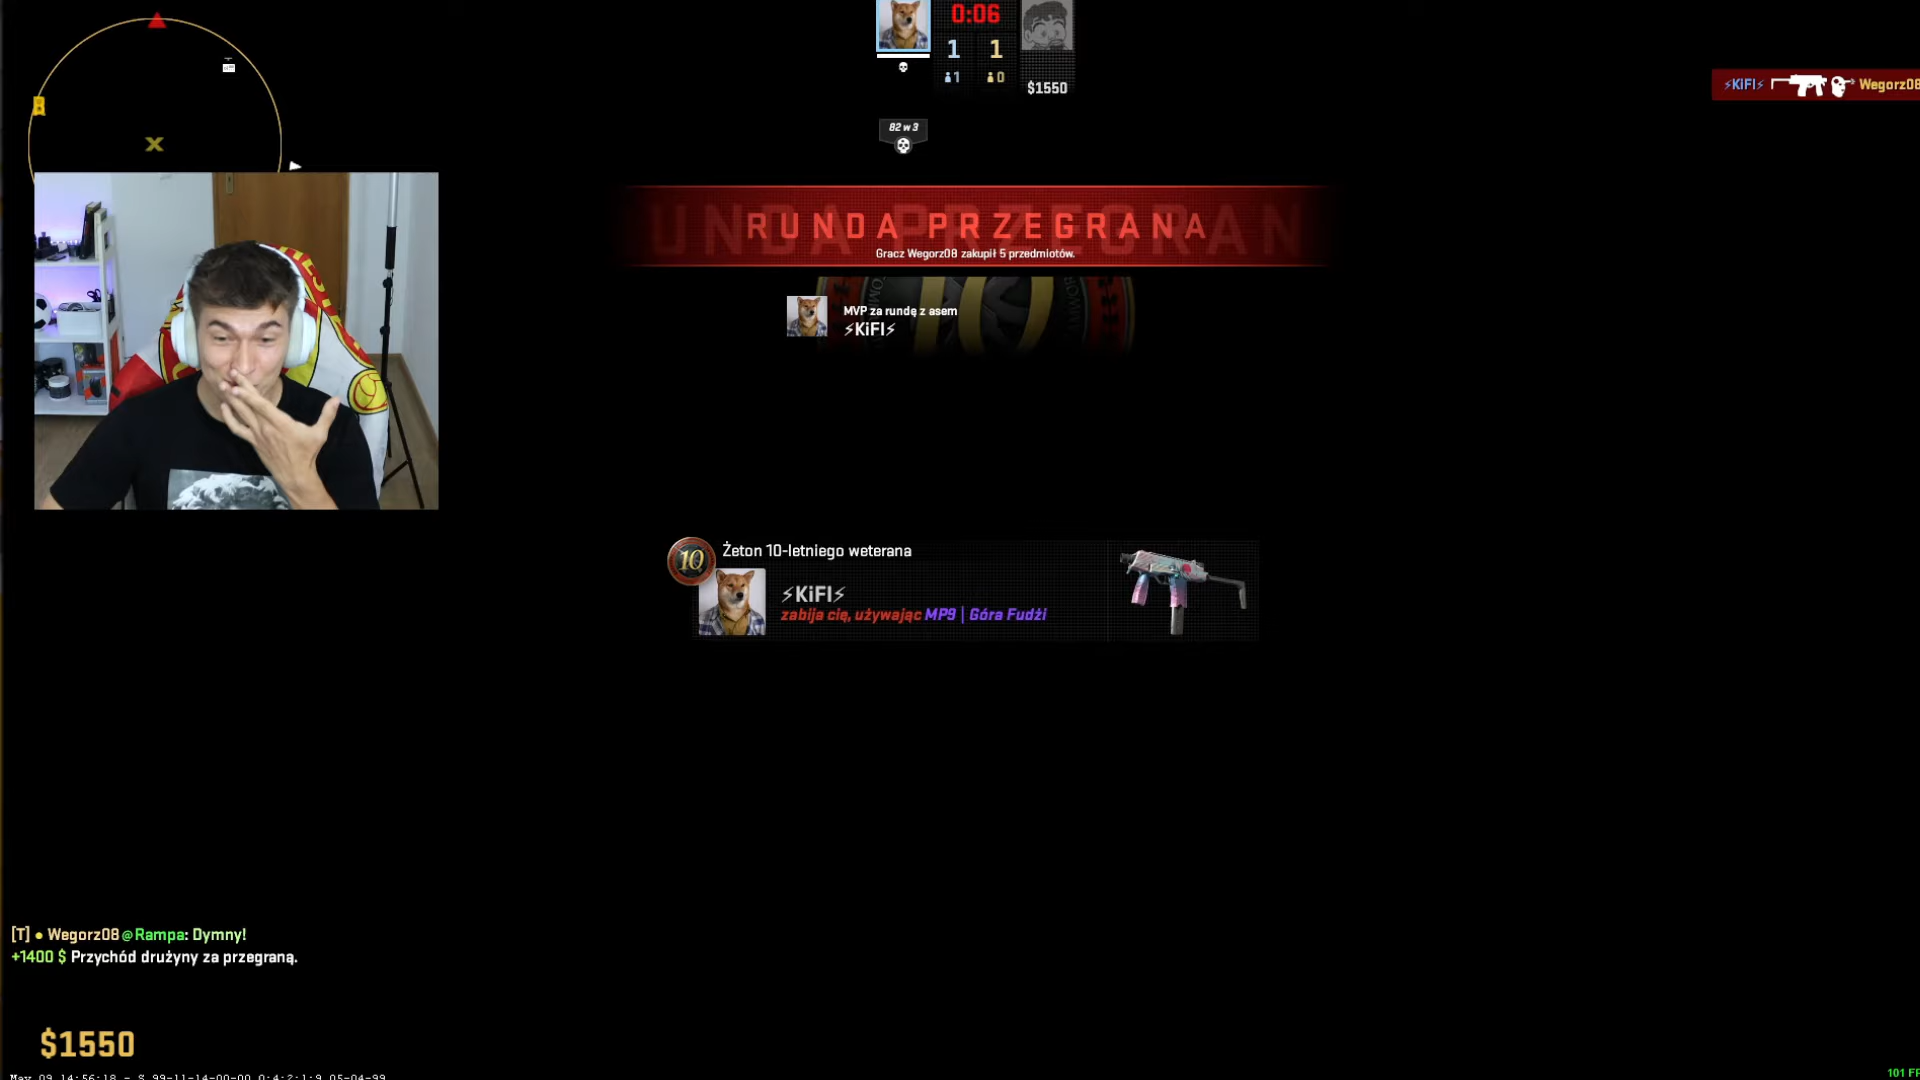 0:06
1 1
1 0
$1550
82 w 3
⚡KiFI⚡ Wegorz08
RUNDA PRZEGRANA
Gracz Wegorz08 zakupił 5 przedmiotów.
MVP za rundę z asem
⚡KiFI⚡
10
Żeton 10-letniego weterana
⚡KiFI⚡
zabija cię, używając MP9 | Góra Fudżi
[T] ● Wegorz08@Rampa: Dymny!
+1400 $ Przychód drużyny za przegraną.
$1550
101 FP